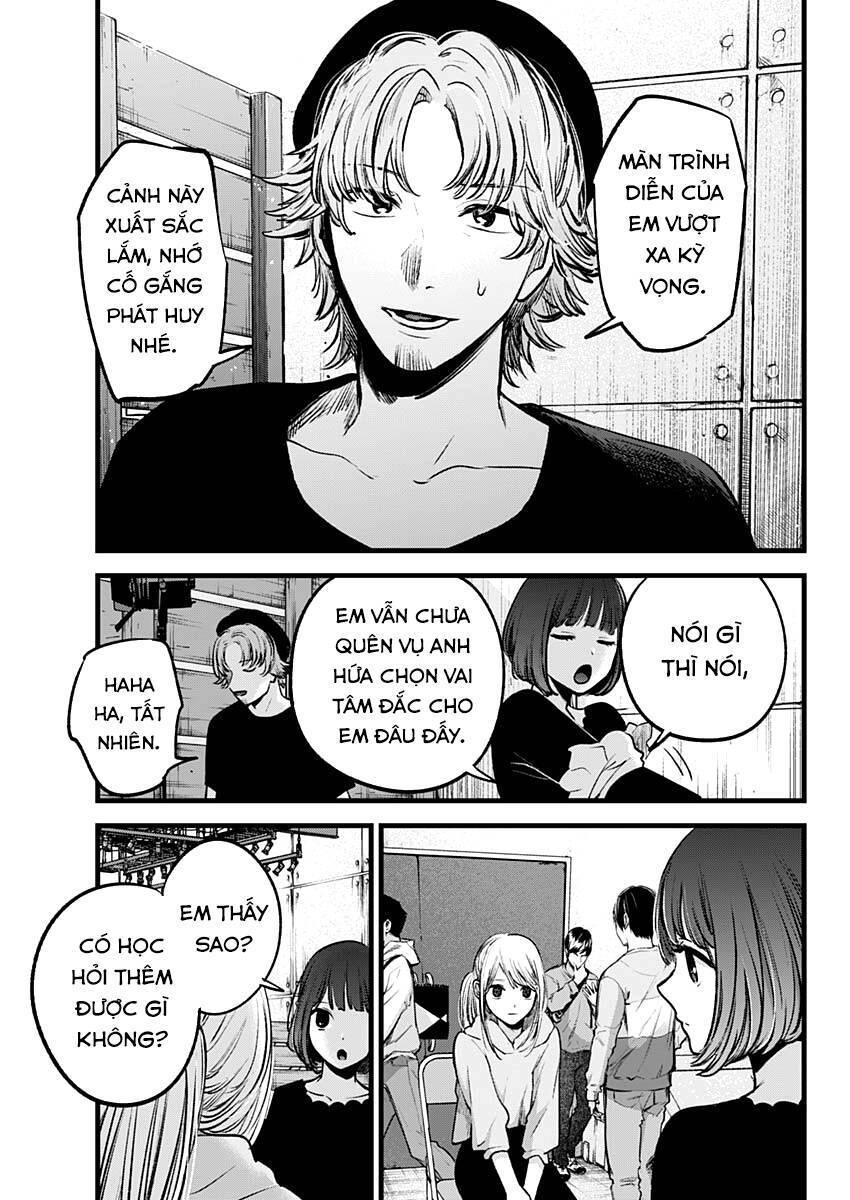 MÀN TRÌNH
DIỄN CỦA
EM VƯỢT
XA KỲ
VỌNG.
CẢNH NÀY
XUẤT SẮC
LẮM, NHỚ
CỐ GẮNG
PHÁT HUY
NHÉ.
NÓI GÌ
THÌ NÓI,
EM VẪN CHƯA
QUÊN VỤ ANH
HỨA CHỌN VAI
TÂM ĐẮC CHO
EM ĐÂU ĐẤY.
HAHA
HA, TẤT
NHIÊN.
EM THẤY
SAO?
CÓ HỌC
HỎI THÊM
ĐƯỢC GÌ
KHÔNG?